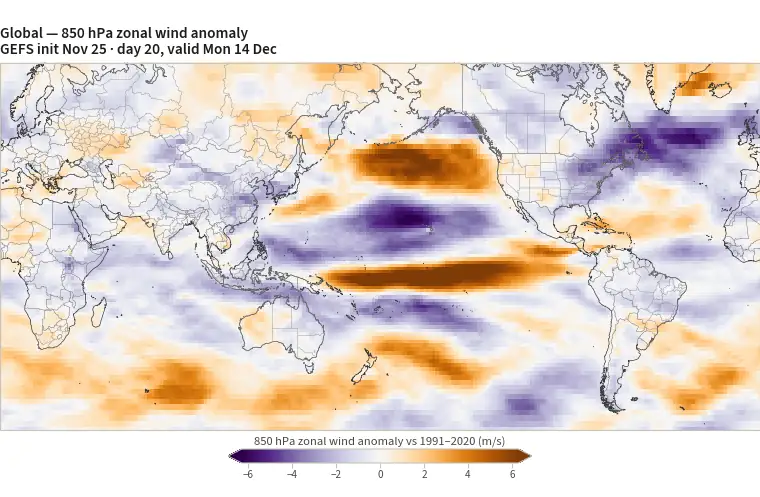 Global — 850 hPa zonal wind anomaly
GEFS init Nov 25 · day 20, valid Mon 14 Dec
850 hPa zonal wind anomaly vs 1991–2020 (m/s)
−6 −4 −2 0 2 4 6